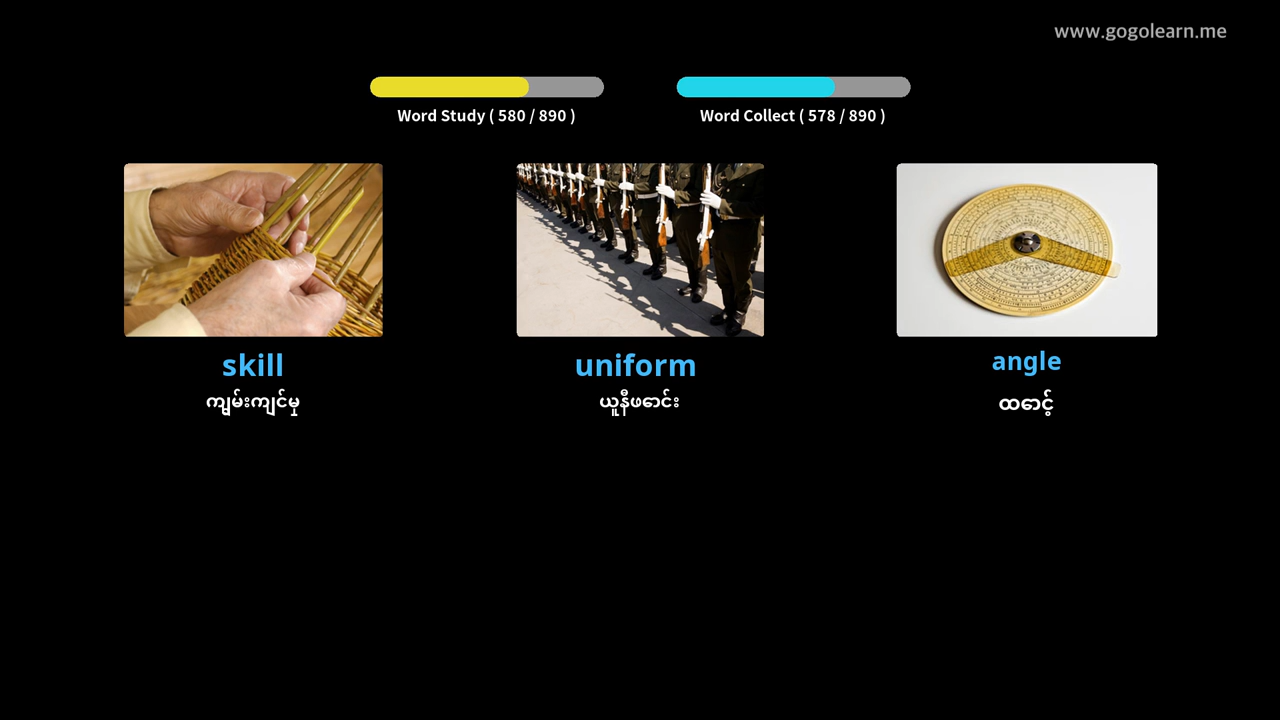 www.gogolearn.me
Word Study ( 580 / 890 )
Word Collect ( 578 / 890 )
skill
ကျွမ်းကျင်မှု
uniform
ယူနီဖောင်း
angle
ထောင့်